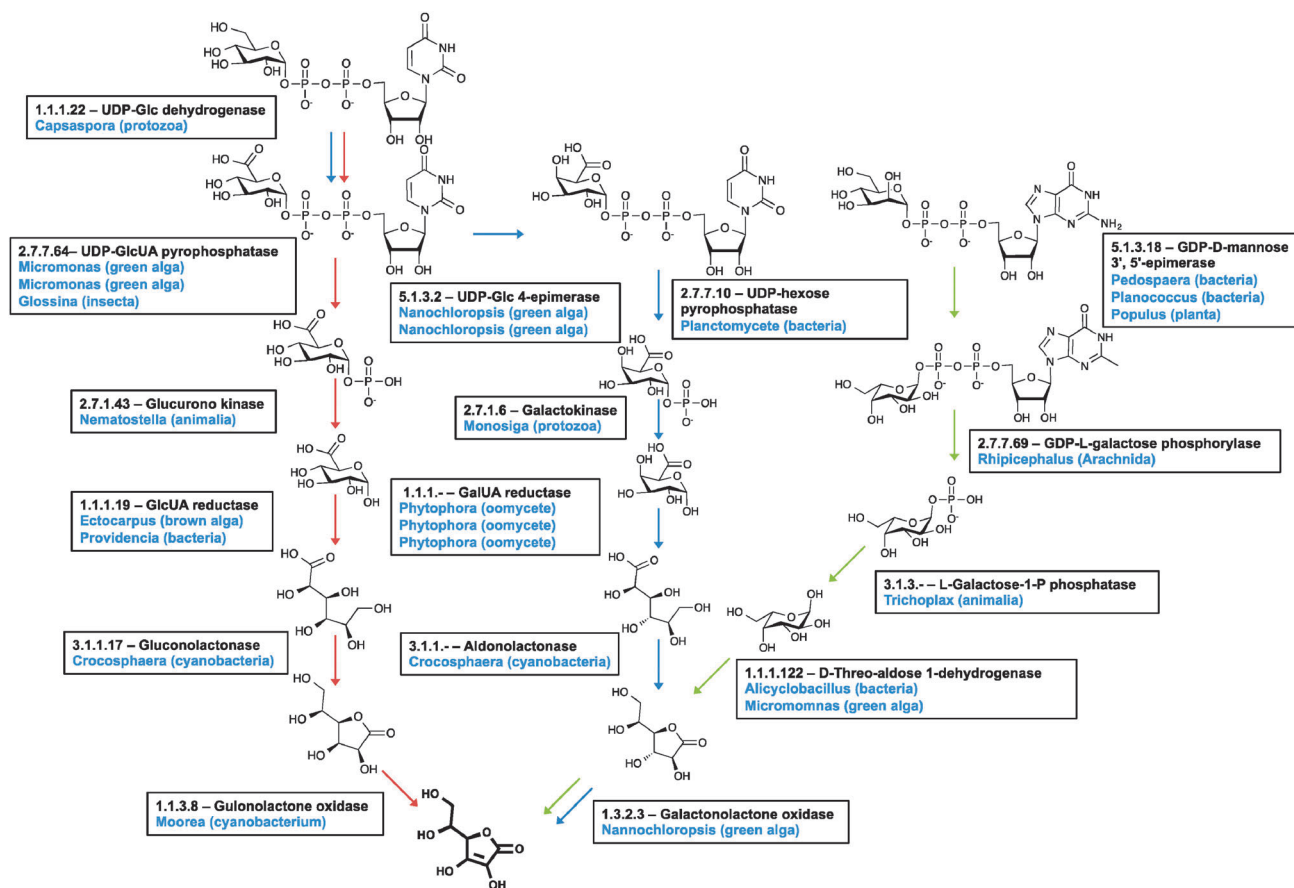 1.1.1.22 – UDP-Glc dehydrogenase
Capsaspora (protozoa)
2.7.7.64– UDP-GlcUA pyrophosphatase
Micromonas (green alga)
Micromonas (green alga)
Glossina (insecta)
5.1.3.2 – UDP-Glc 4-epimerase
Nanochloropsis (green alga)
Nanochloropsis (green alga)
2.7.7.10 – UDP-hexose
pyrophosphatase
Planctomycete (bacteria)
5.1.3.18 – GDP-D-mannose
3', 5'-epimerase
Pedospaera (bacteria)
Planococcus (bacteria)
Populus (planta)
2.7.1.43 – Glucurono kinase
Nematostella (animalia)
2.7.1.6 – Galactokinase
Monosiga (protozoa)
2.7.7.69 – GDP-L-galactose phosphorylase
Rhipicephalus (Arachnida)
1.1.1.19 – GlcUA reductase
Ectocarpus (brown alga)
Providencia (bacteria)
1.1.1.- – GalUA reductase
Phytophora (oomycete)
Phytophora (oomycete)
Phytophora (oomycete)
3.1.3.- – L-Galactose-1-P phosphatase
Trichoplax (animalia)
3.1.1.17 – Gluconolactonase
Crocosphaera (cyanobacteria)
3.1.1.- – Aldonolactonase
Crocosphaera (cyanobacteria)
1.1.1.122 – D-Threo-aldose 1-dehydrogenase
Alicyclobacillus (bacteria)
Micromomnas (green alga)
1.1.3.8 – Gulonolactone oxidase
Moorea (cyanobacterium)
1.3.2.3 – Galactonolactone oxidase
Nannochloropsis (green alga)